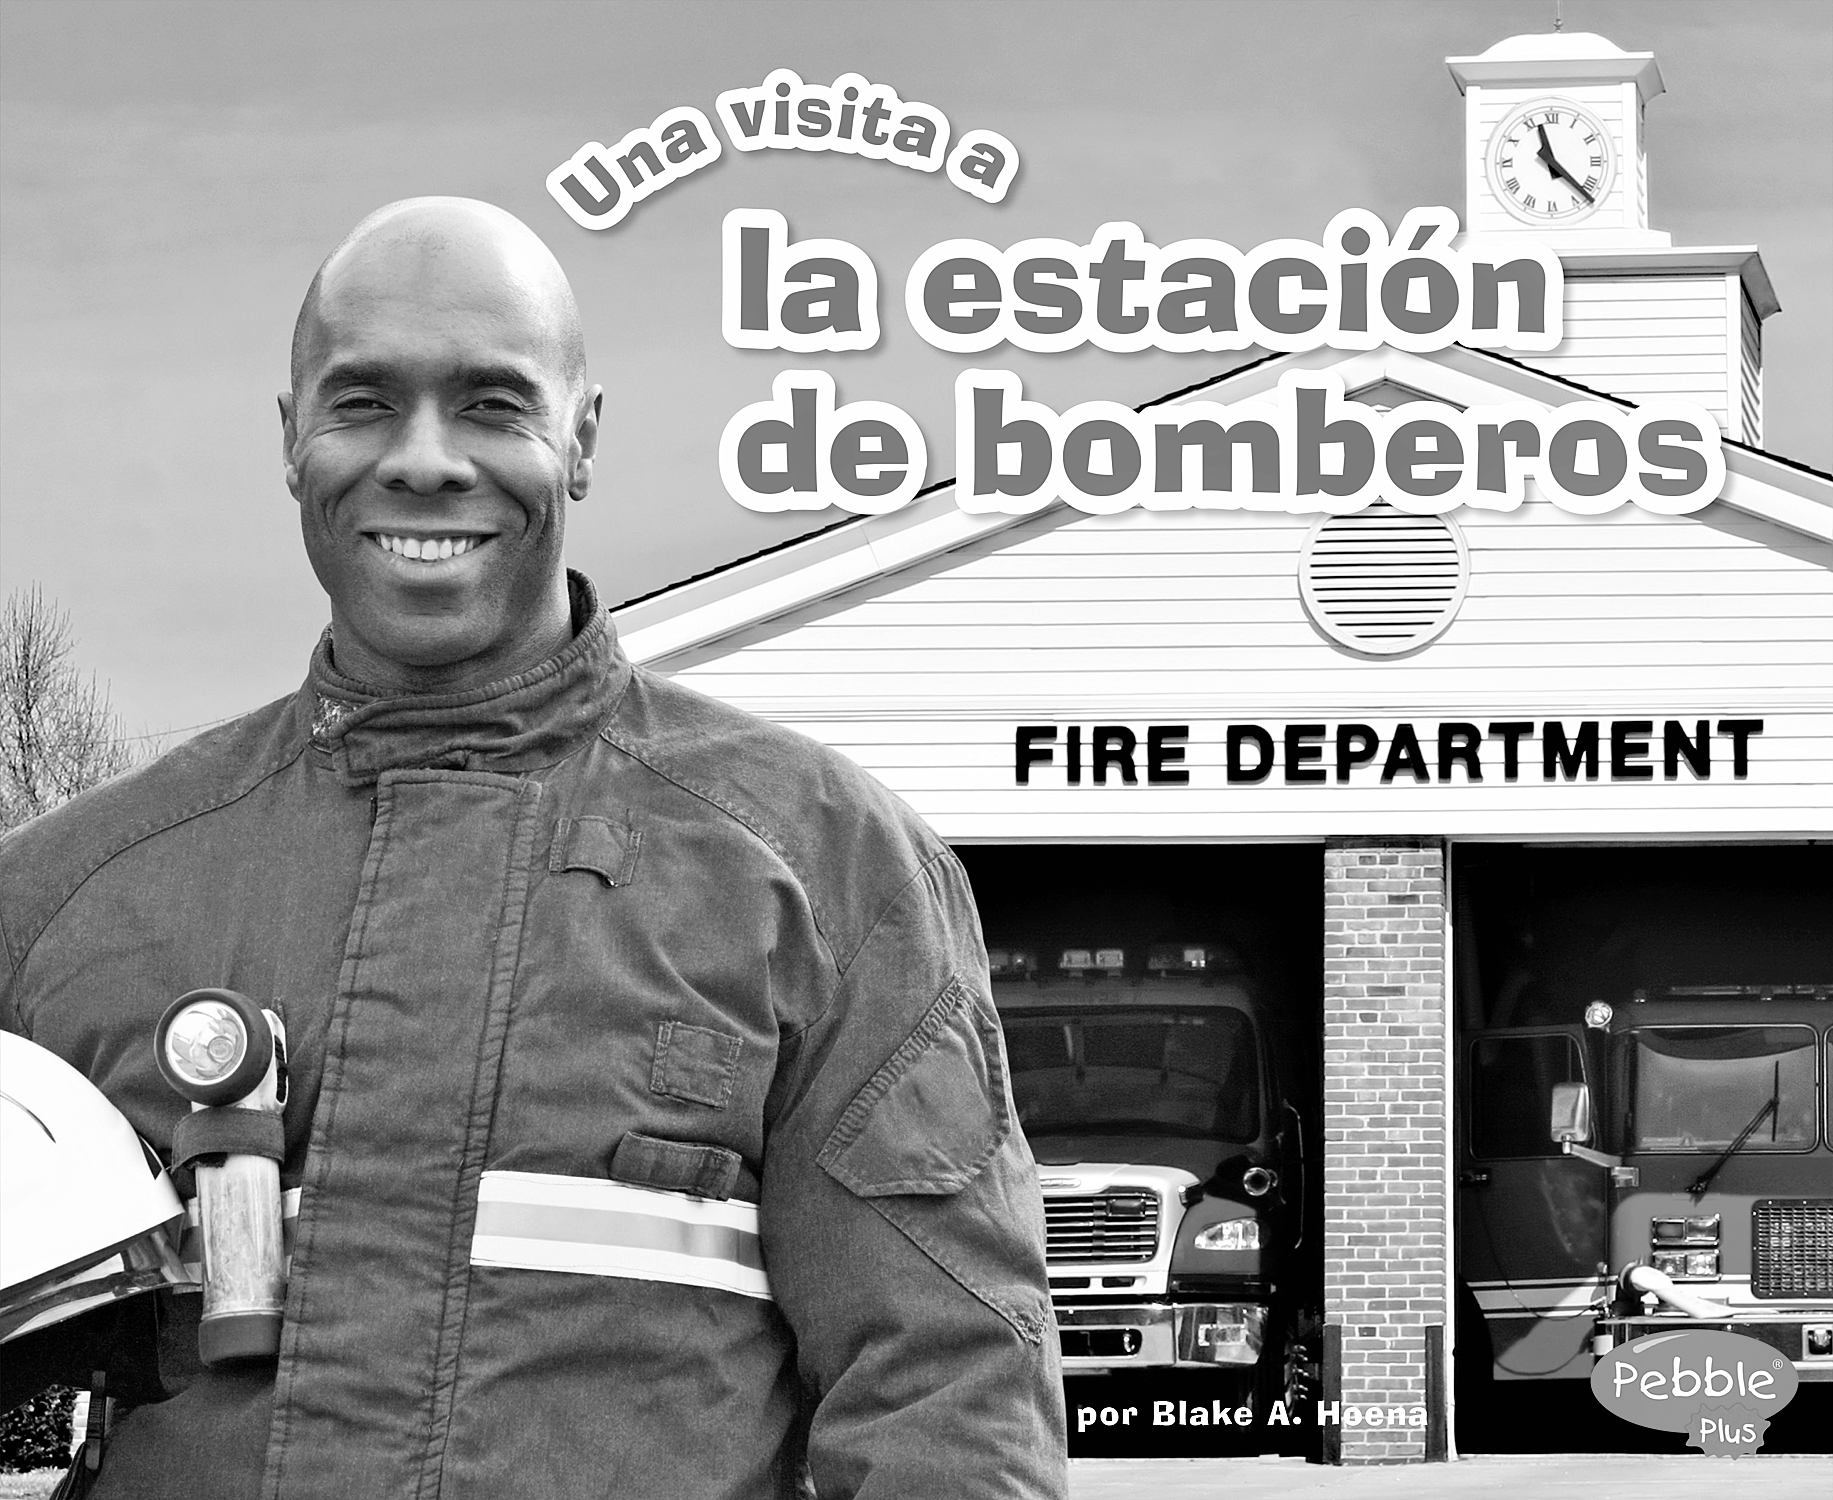 Una visita a
la estación
de bomberos
FIRE DEPARTMENT
por Blake A. Hoena
Pebble®
Plus